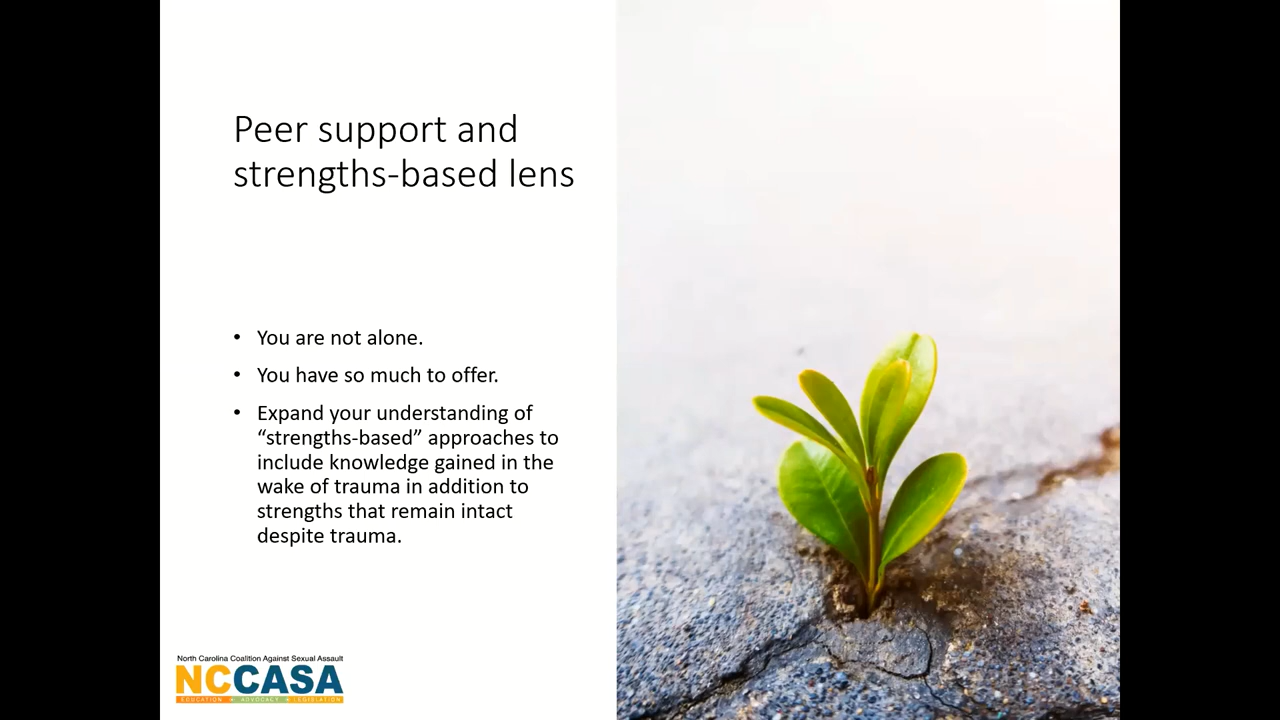 Peer support and
strengths-based lens
• You are not alone.
• You have so much to offer.
• Expand your understanding of
“strengths-based” approaches to
include knowledge gained in the
wake of trauma in addition to
strengths that remain intact
despite trauma.
North Carolina Coalition Against Sexual Assault
NCCASA
EDUCATION • ADVOCACY • LEGISLATION